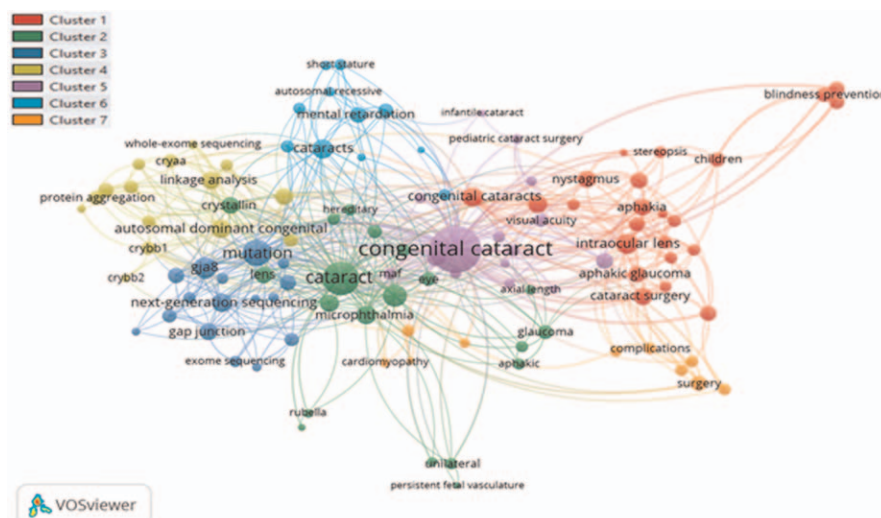 Cluster 1
Cluster 2
Cluster 3
Cluster 4
Cluster 5
Cluster 6
Cluster 7
short stature
autosomal recessive
mental retardation
cataracts
infantile cataract
pediatric cataract surgery
blindness prevention
whole-exome sequencing
cryaa
linkage analysis
protein aggregation
crystallin
hereditary
autosomal dominant congenital
crybb1
crybb2
stereopsis
children
nystagmus
congenital cataracts
aphakia
visual acuity
intraocular lens
congenital cataract
mutation
gja8
lens
cataract
maf
eye
aphakic glaucoma
axial length
cataract surgery
next-generation sequencing
microphthalmia
gap junction
glaucoma
exome sequencing
cardiomyopathy
aphakic
complications
surgery
rubella
unilateral
persistent fetal vasculature
VOSviewer